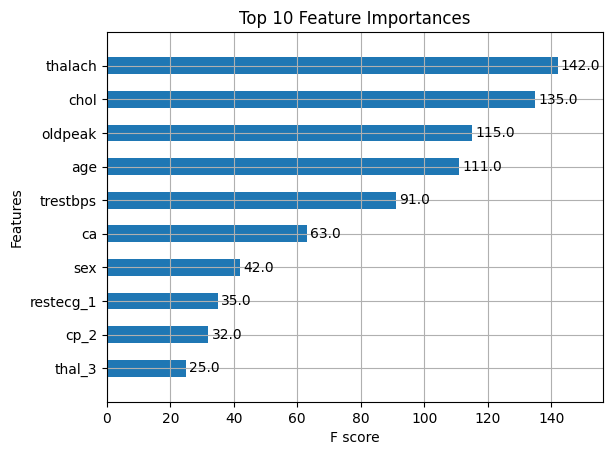 Top 10 Feature Importances
thalach 142.0
chol 135.0
oldpeak 115.0
age 111.0
trestbps 91.0
ca 63.0
sex 42.0
restecg_1 35.0
cp_2 32.0
thal_3 25.0
Features
0 20 40 60 80 100 120 140
F score